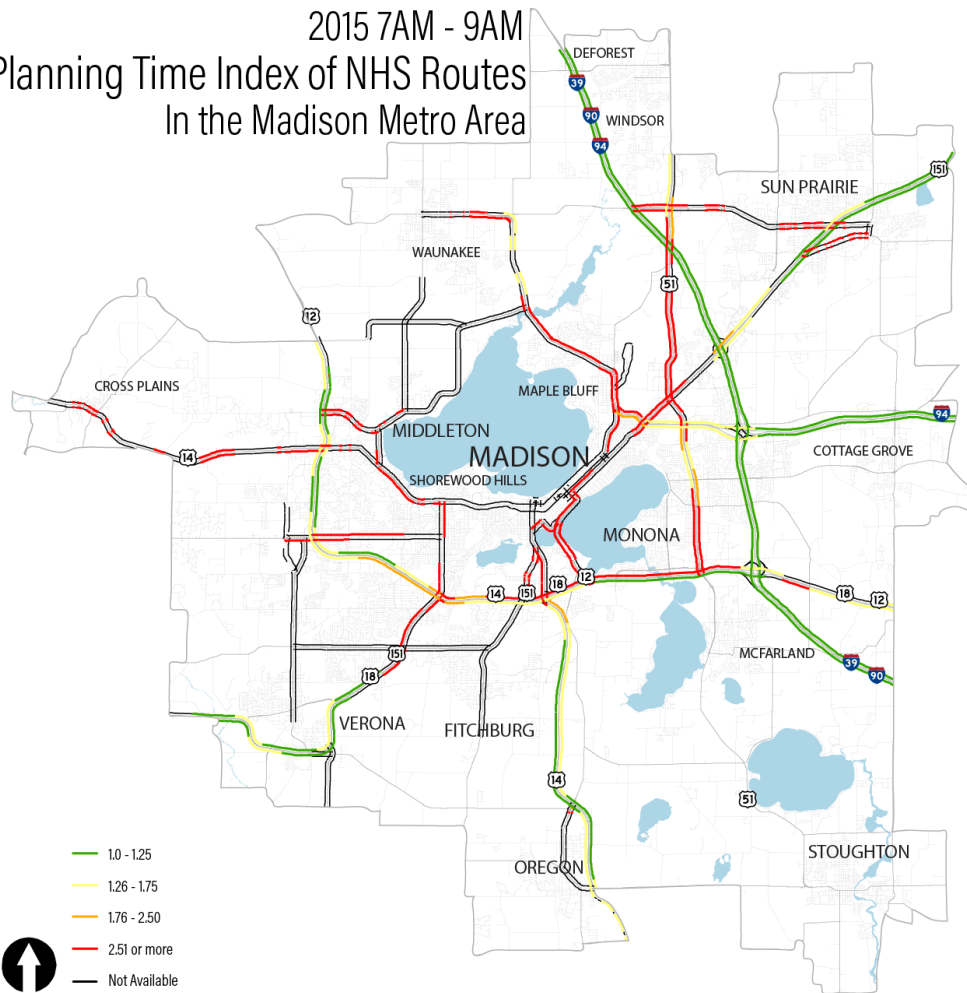 2015 7AM - 9AM
Planning Time Index of NHS Routes
In the Madison Metro Area
DEFOREST
39
90
WINDSOR
94
151
SUN PRAIRIE
WAUNAKEE
51
12
CROSS PLAINS
MAPLE BLUFF
94
MIDDLETON
MADISON
COTTAGE GROVE
14
SHOREWOOD HILLS
MONONA
12
18
14
151
18
12
151
MCFARLAND
39
18
90
VERONA
FITCHBURG
14
51
1.0 - 1.25
STOUGHTON
OREGON
1.26 - 1.75
1.76 - 2.50
2.51 or more
Not Available